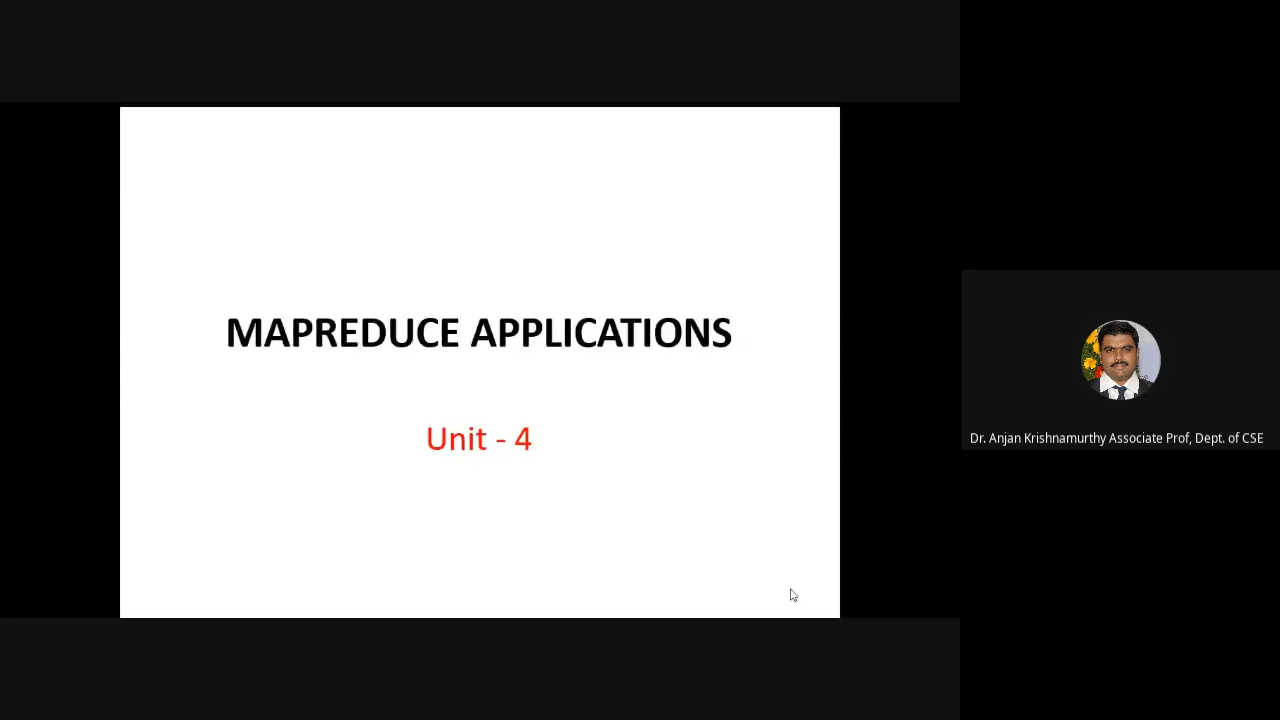 MAPREDUCE APPLICATIONS
Unit - 4
Dr. Anjan Krishnamurthy Associate Prof, Dept. of CSE